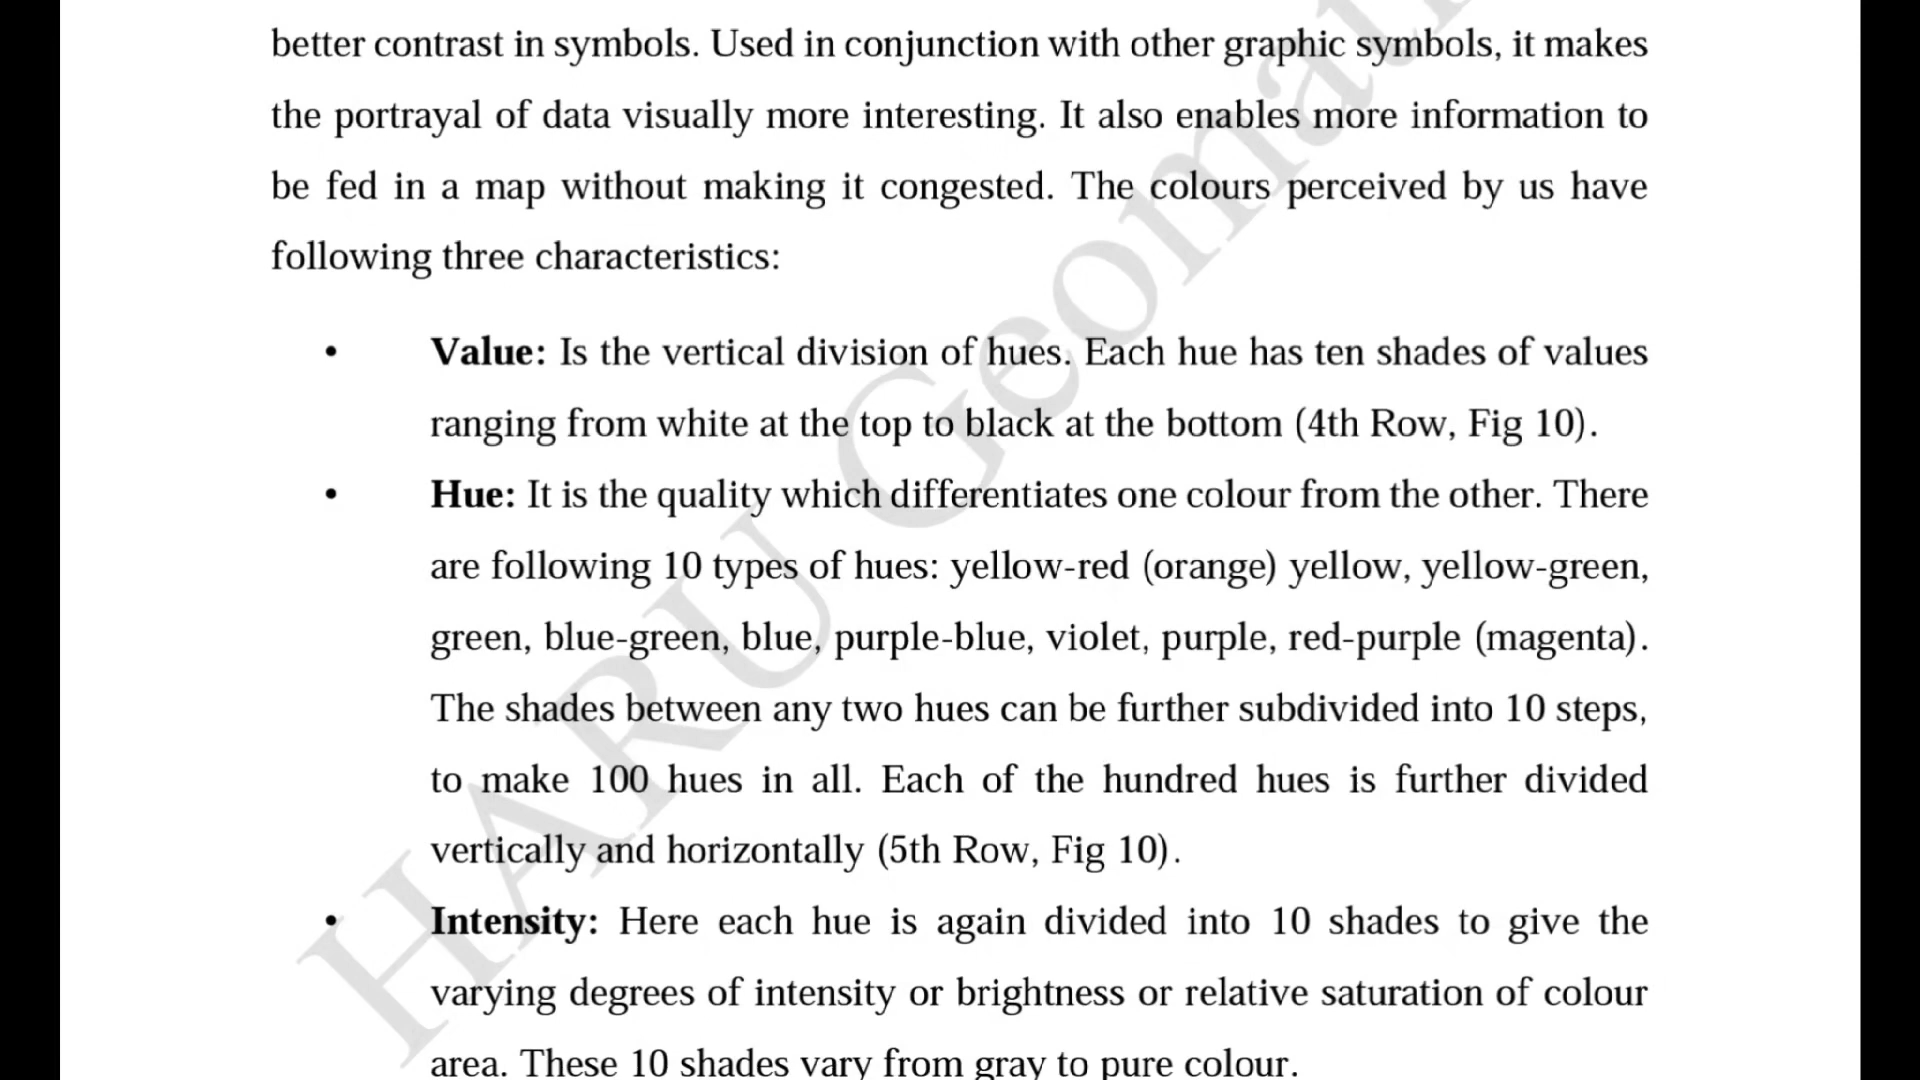 better contrast in symbols. Used in conjunction with other graphic symbols, it makes
the portrayal of data visually more interesting. It also enables more information to
be fed in a map without making it congested. The colours perceived by us have
following three characteristics:
• Value: Is the vertical division of hues. Each hue has ten shades of values
ranging from white at the top to black at the bottom (4th Row, Fig 10).
• Hue: It is the quality which differentiates one colour from the other. There
are following 10 types of hues: yellow-red (orange) yellow, yellow-green,
green, blue-green, blue, purple-blue, violet, purple, red-purple (magenta).
The shades between any two hues can be further subdivided into 10 steps,
to make 100 hues in all. Each of the hundred hues is further divided
vertically and horizontally (5th Row, Fig 10).
• Intensity: Here each hue is again divided into 10 shades to give the
varying degrees of intensity or brightness or relative saturation of colour
area. These 10 shades vary from gray to pure colour.
HARU